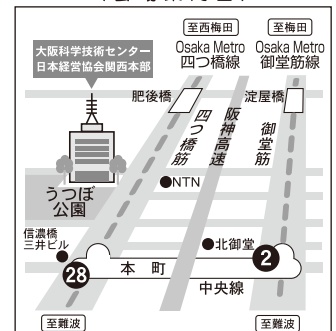 至西梅田
至梅田
大阪科学技術センター
日本経営協会関西本部
Osaka Metro
四つ橋線
Osaka Metro
御堂筋線
肥後橋
淀屋橋
四つ橋筋
阪神高速
御堂筋
NTN
うつぼ
公園
信濃橋
三井ビル
北御堂
28
本町
2
中央線
至難波
至難波